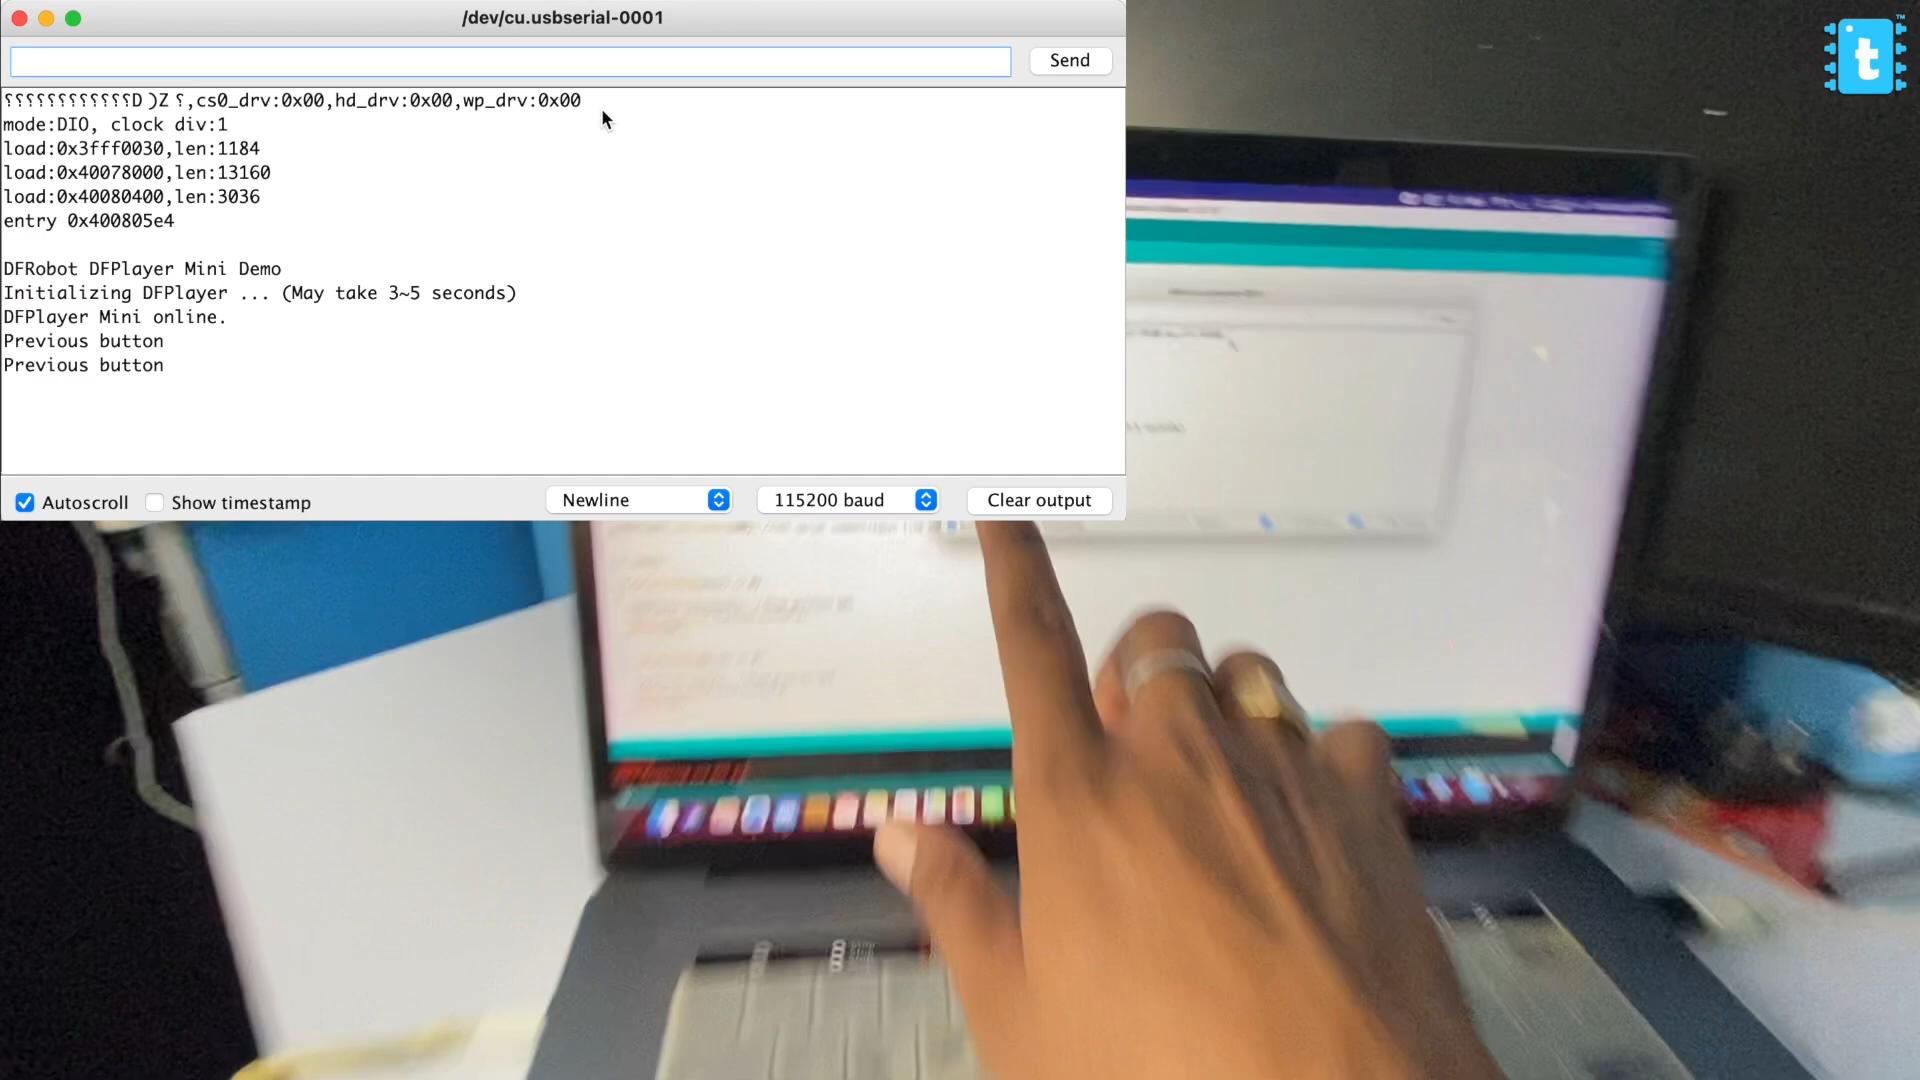 /dev/cu.usbserial-0001
Send
⸮⸮⸮⸮⸮⸮⸮⸮⸮⸮⸮⸮D )Z ⸮,cs0_drv:0x00,hd_drv:0x00,wp_drv:0x00
mode:DIO, clock div:1
load:0x3fff0030,len:1184
load:0x40078000,len:13160
load:0x40080400,len:3036
entry 0x400805e4
DFRobot DFPlayer Mini Demo
Initializing DFPlayer ... (May take 3~5 seconds)
DFPlayer Mini online.
Previous button
Previous button
Autoscroll Show timestamp Newline 115200 baud Clear output
t
TM